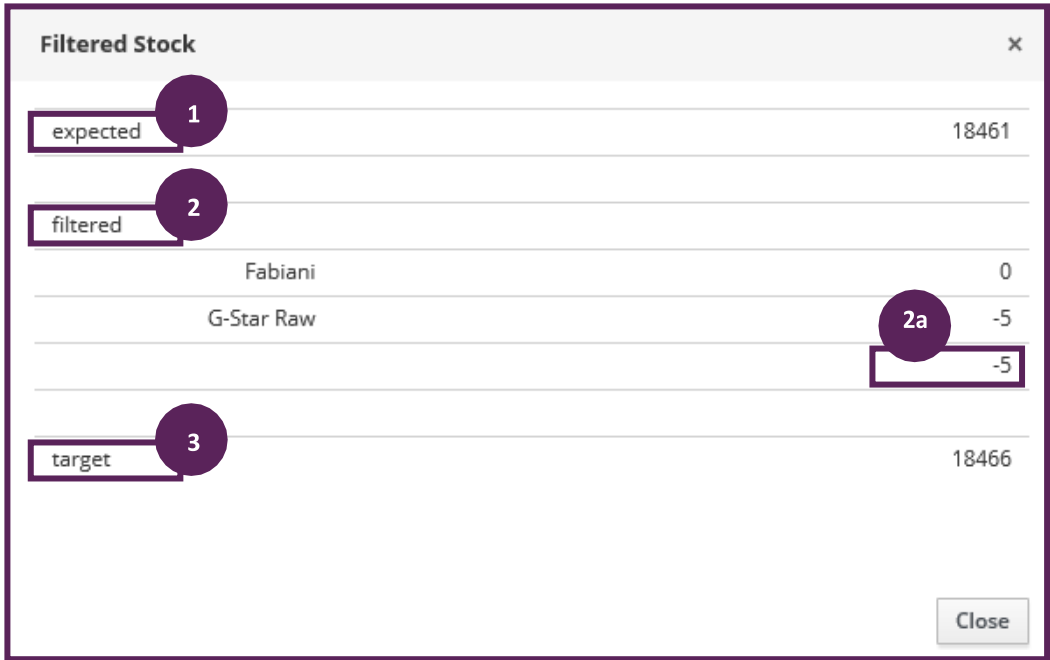 Filtered Stock ×
1
expected 18461
2
filtered
Fabiani 0
G-Star Raw -5
2a
-5
3
target 18466
Close